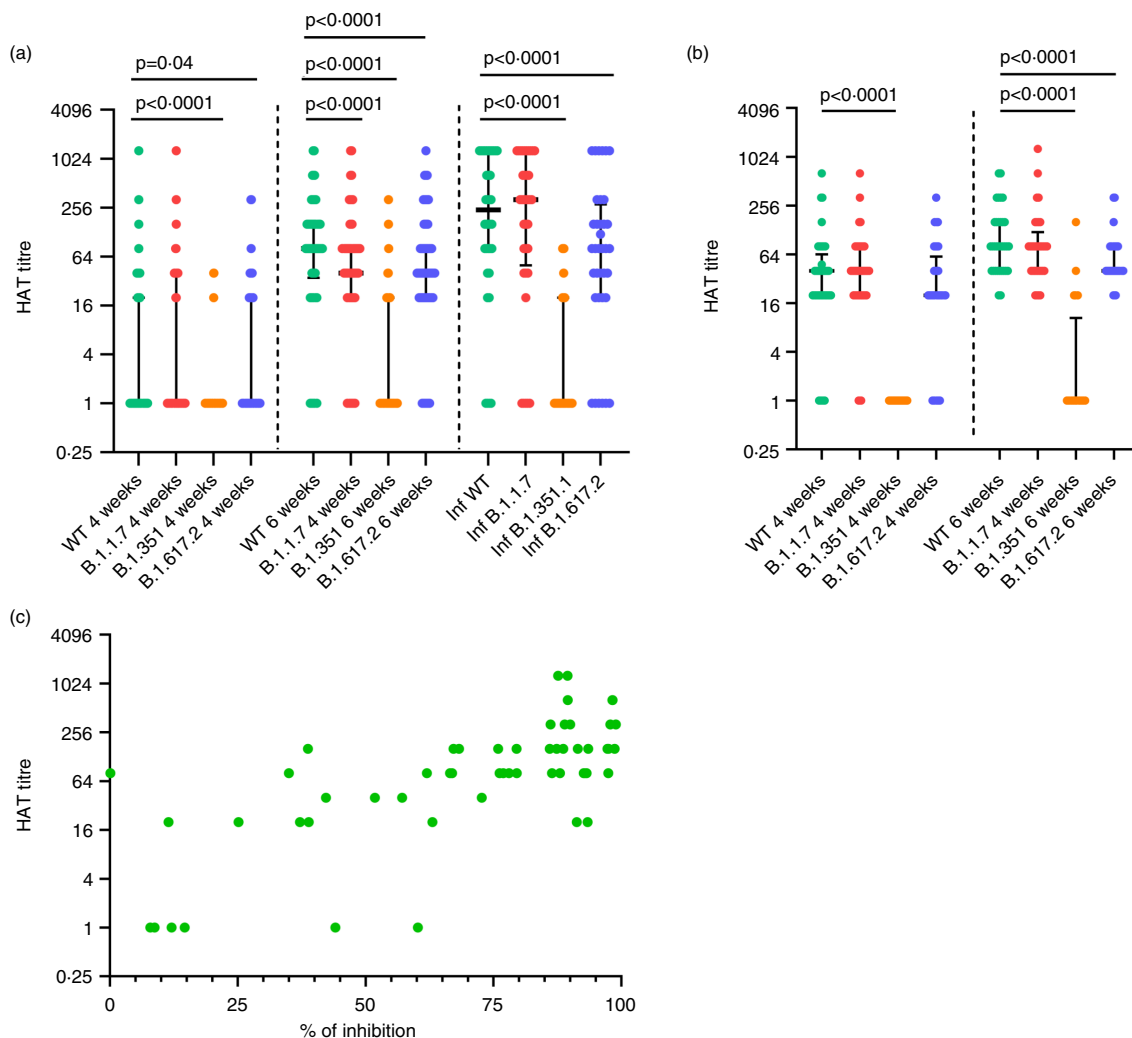 (a)
p<0·0001
p=0·04
p<0·0001
p<0·0001
p<0·0001
p<0·0001
p<0·0001
p<0·0001
HAT titre
4096
1024
256
64
16
4
1
0·25
WT 4 weeks
B.1.1.7 4 weeks
B.1.351 4 weeks
B.1.617.2 4 weeks
WT 6 weeks
B.1.1.7 4 weeks
B.1.351 6 weeks
B.1.617.2 6 weeks
Inf WT
Inf B.1.1.7
Inf B.1.351.1
Inf B.1.617.2
(b)
p<0·0001
p<0·0001
p<0·0001
HAT titre
4096
1024
256
64
16
4
1
0·25
WT 4 weeks
B.1.1.7 4 weeks
B.1.351 4 weeks
B.1.617.2 4 weeks
WT 6 weeks
B.1.1.7 4 weeks
B.1.351 6 weeks
B.1.617.2 6 weeks
(c)
HAT titre
4096
1024
256
64
16
4
1
0·25
0 25 50 75 100
% of inhibition